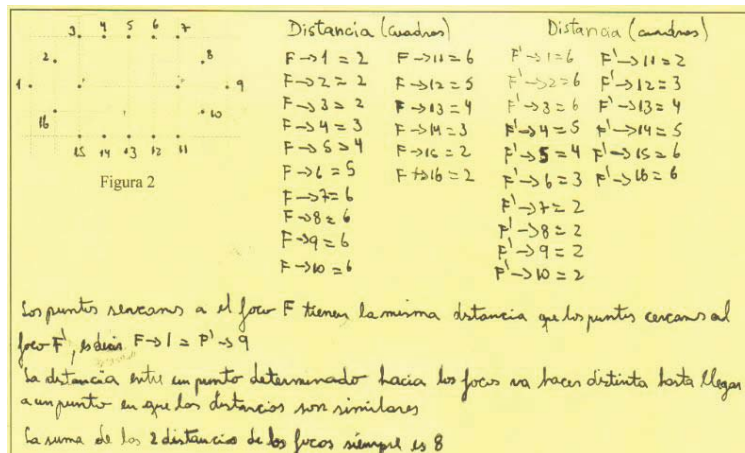 3 4 5 6 7
2 8
1 9
16 10
15 14 13 12 11
Figura 2
Distancia (cuadros)
F→1=2 F→11=6
F→2=2 F→12=5
F→3=2 F→13=4
F→4=3 F→14=3
F→5=4 F→15=2
F→6=5 F→16=2
F→7=6
F→8=6
F→9=6
F→10=6
Distancia (cuadros)
F'→1=6 F'→11=2
F'→2=6 F'→12=3
F'→3=6 F'→13=4
F'→4=5 F'→14=5
F'→5=4 F'→15=6
F'→6=3 F'→16=6
F'→7=2
F'→8=2
F'→9=2
F'→10=2
Los puntos sercanos a el foco F tienen la misma distancia que los puntos cercanos al
foco F', es decir F→1 = F'→9
La distancia entre un punto determinado hacia los focos va hacer distinta hasta llegar
a un punto en que las distancias son similares
La suma de las 2 distancias de los focos siempre es 8